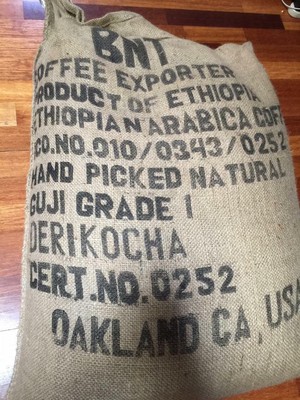 BNT
COFFEE EXPORTER
PRODUCT OF ETHIOPIA
ETHIOPIAN ARABICA COFF
ICO.NO.010/0343/0252
HAND PICKED NATURAL
GUJI GRADE 1
DERIKOCHA
CERT.NO.0252
OAKLAND CA, USA